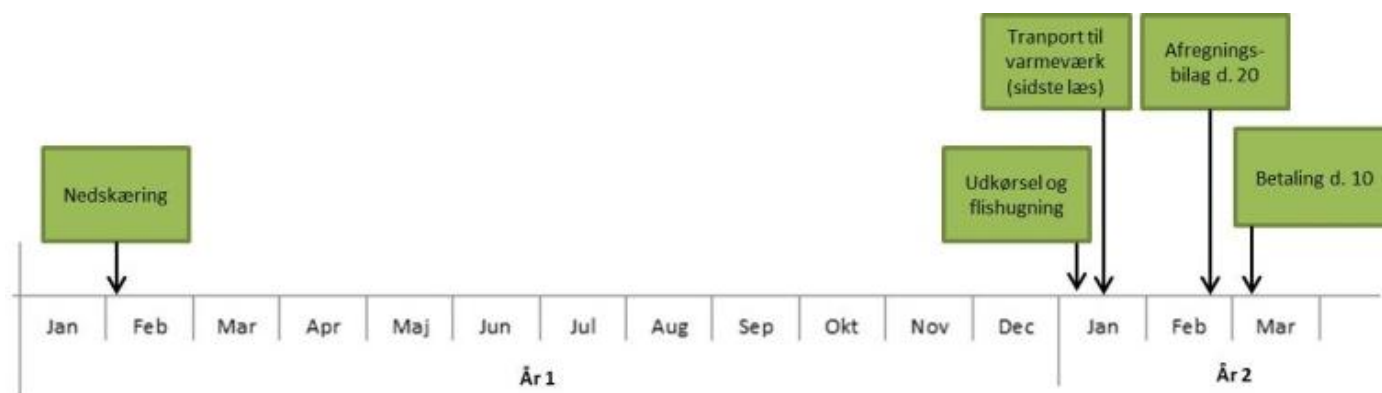 Tranport til
varmeværk
(sidste læs)
Afregnings-
bilag d. 20
Nedskæring
Udkørsel og
flishugning
Betaling d. 10
Jan Feb Mar Apr Maj Jun Jul Aug Sep Okt Nov Dec Jan Feb Mar
År 1 År 2